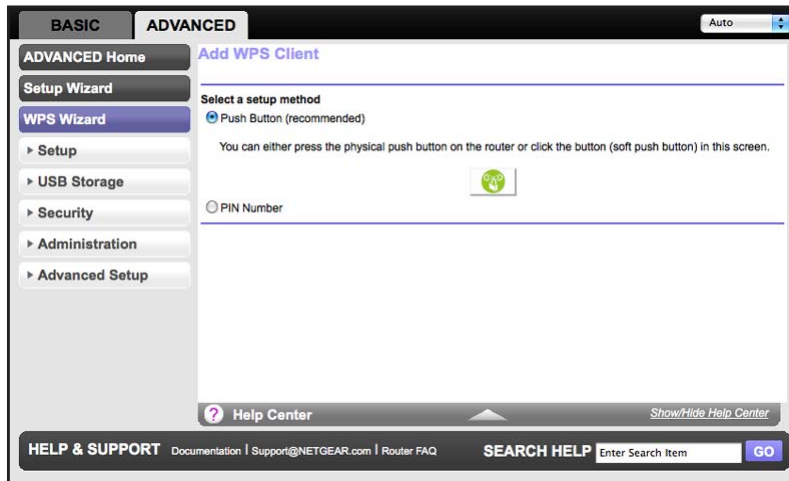 BASIC
ADVANCED
Auto
ADVANCED Home
Setup Wizard
WPS Wizard
Setup
USB Storage
Security
Administration
Advanced Setup
Add WPS Client
Select a setup method
Push Button (recommended)
You can either press the physical push button on the router or click the button (soft push button) in this screen.
PIN Number
? Help Center
Show/Hide Help Center
HELP & SUPPORT Documentation | Support@NETGEAR.com | Router FAQ
SEARCH HELP Enter Search Item GO